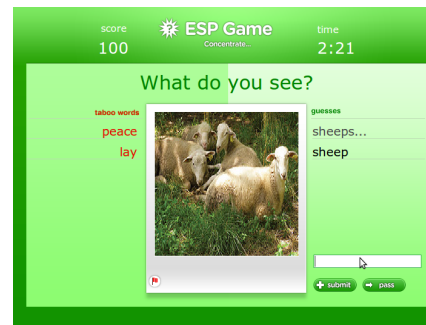 score
100
ESP Game
Concentrate...
time
2:21
What do you see?
taboo words
peace
lay
guesses
sheeps...
sheep
submit
pass